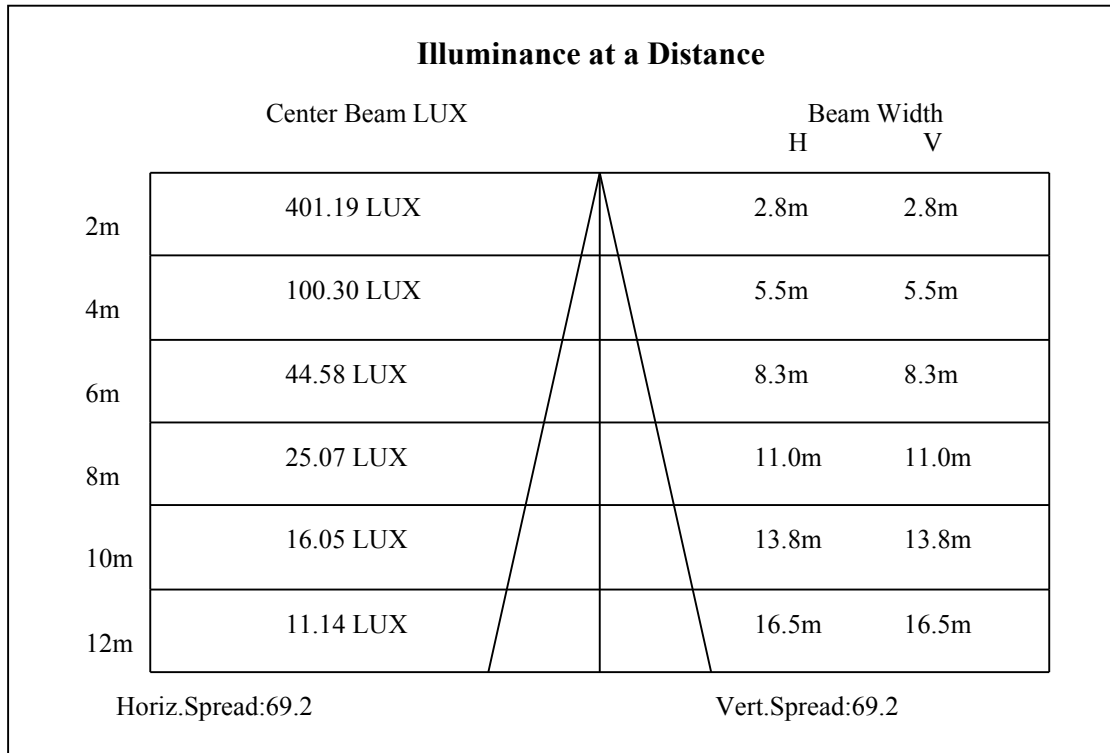 Illuminance at a Distance
Center Beam LUX Beam Width
H V
2m 401.19 LUX 2.8m 2.8m
4m 100.30 LUX 5.5m 5.5m
6m 44.58 LUX 8.3m 8.3m
8m 25.07 LUX 11.0m 11.0m
10m 16.05 LUX 13.8m 13.8m
12m 11.14 LUX 16.5m 16.5m
Horiz.Spread:69.2 Vert.Spread:69.2